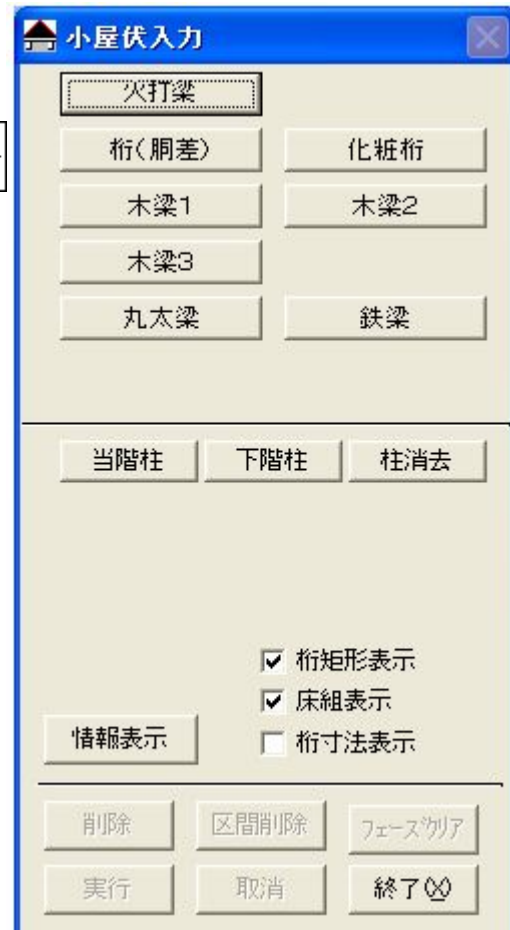 小屋伏入力
火打梁
桁(胴差) 化粧桁
木梁1 木梁2
木梁3
丸太梁 鉄梁
当階柱 下階柱 柱消去
桁矩形表示
床組表示
情報表示 桁寸法表示
削除 区間削除 フェーズクリア
実行 取消 終了(X)